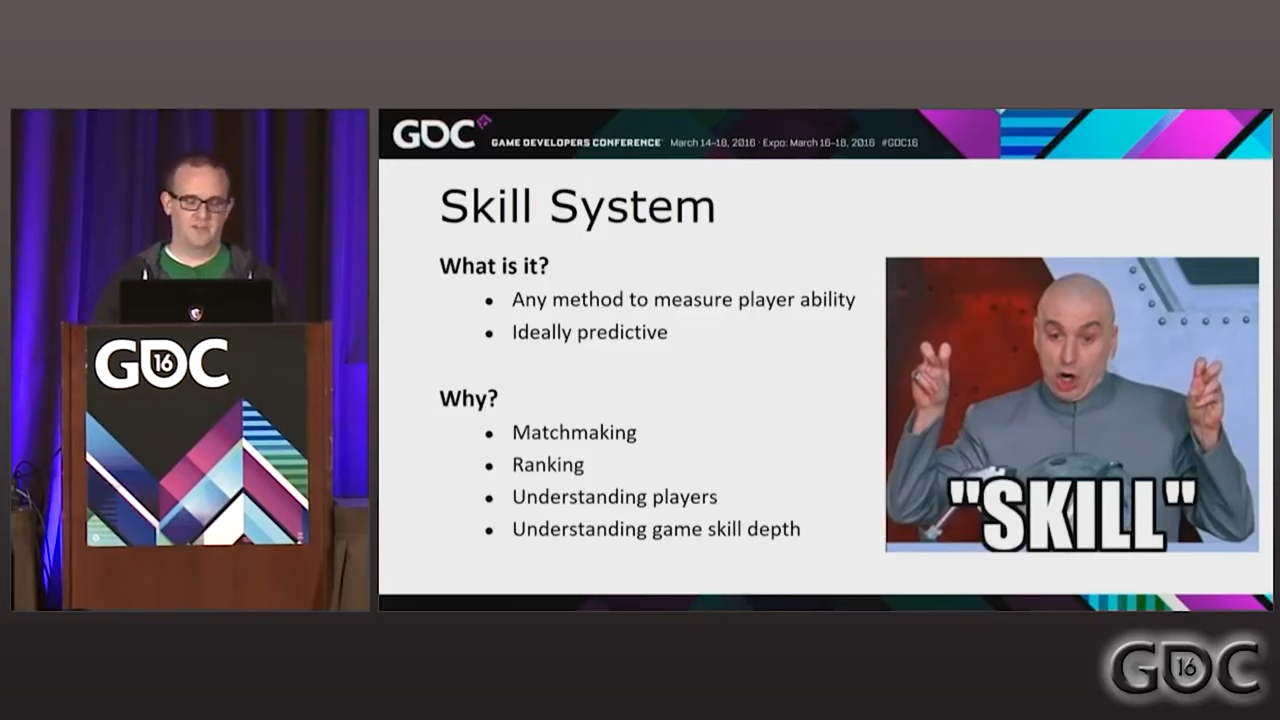 GDC
GAME DEVELOPERS CONFERENCE March 14-18, 2016 · Expo: March 16-18, 2016 #GDC16
Skill System
What is it?
• Any method to measure player ability
• Ideally predictive
Why?
• Matchmaking
• Ranking
• Understanding players
• Understanding game skill depth
"SKILL"
GDC
16
GDC
16